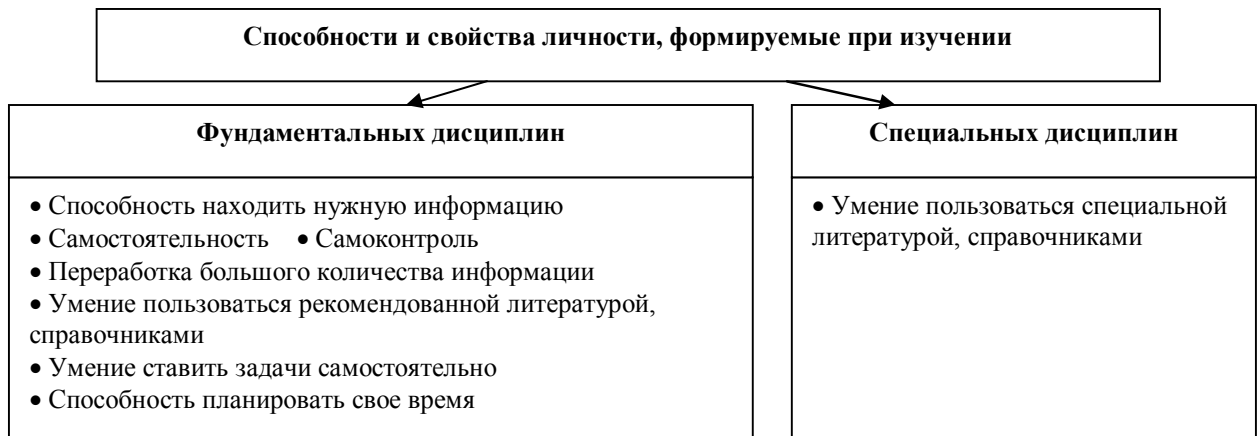 Способности и свойства личности, формируемые при изучении
Фундаментальных дисциплин
• Способность находить нужную информацию
• Самостоятельность • Самоконтроль
• Переработка большого количества информации
• Умение пользоваться рекомендованной литературой,
справочниками
• Умение ставить задачи самостоятельно
• Способность планировать свое время
Специальных дисциплин
• Умение пользоваться специальной
литературой, справочниками